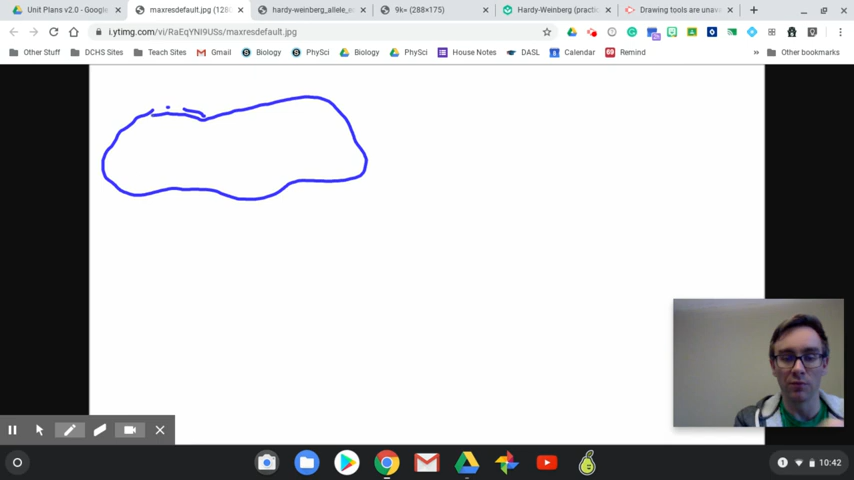 Unit Plans v2.0 - Google
maxresdefault.jpg (128
hardy-weinberg_allele_e
9k= (288×175)
Hardy-Weinberg (practic
Drawing tools are unava
i.ytimg.com/vi/RaEqYNI9USs/maxresdefault.jpg
Other Stuff
DCHS Sites
Teach Sites
Gmail
Biology
PhySci
Biology
PhySci
House Notes
DASL
Calendar
Remind
»
Other bookmarks
1
10:42